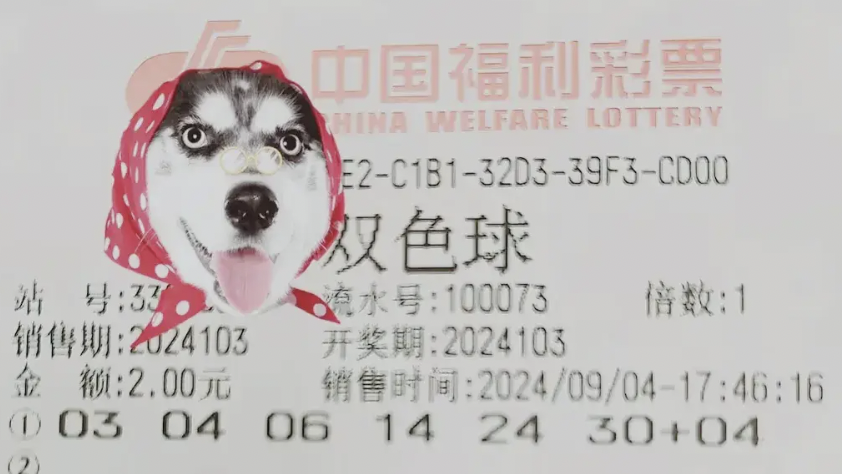 中国福利彩票
CHINA WELFARE LOTTERY
E2-C1B1-32D3-39F3-CD00
双色球
站 号:33 流水号:100073 倍数:1
销售期:2024103 开奖期:2024103
金 额:2.00元 销售时间:2024/09/04-17:46:16
① 03 04 06 14 24 30+04
②